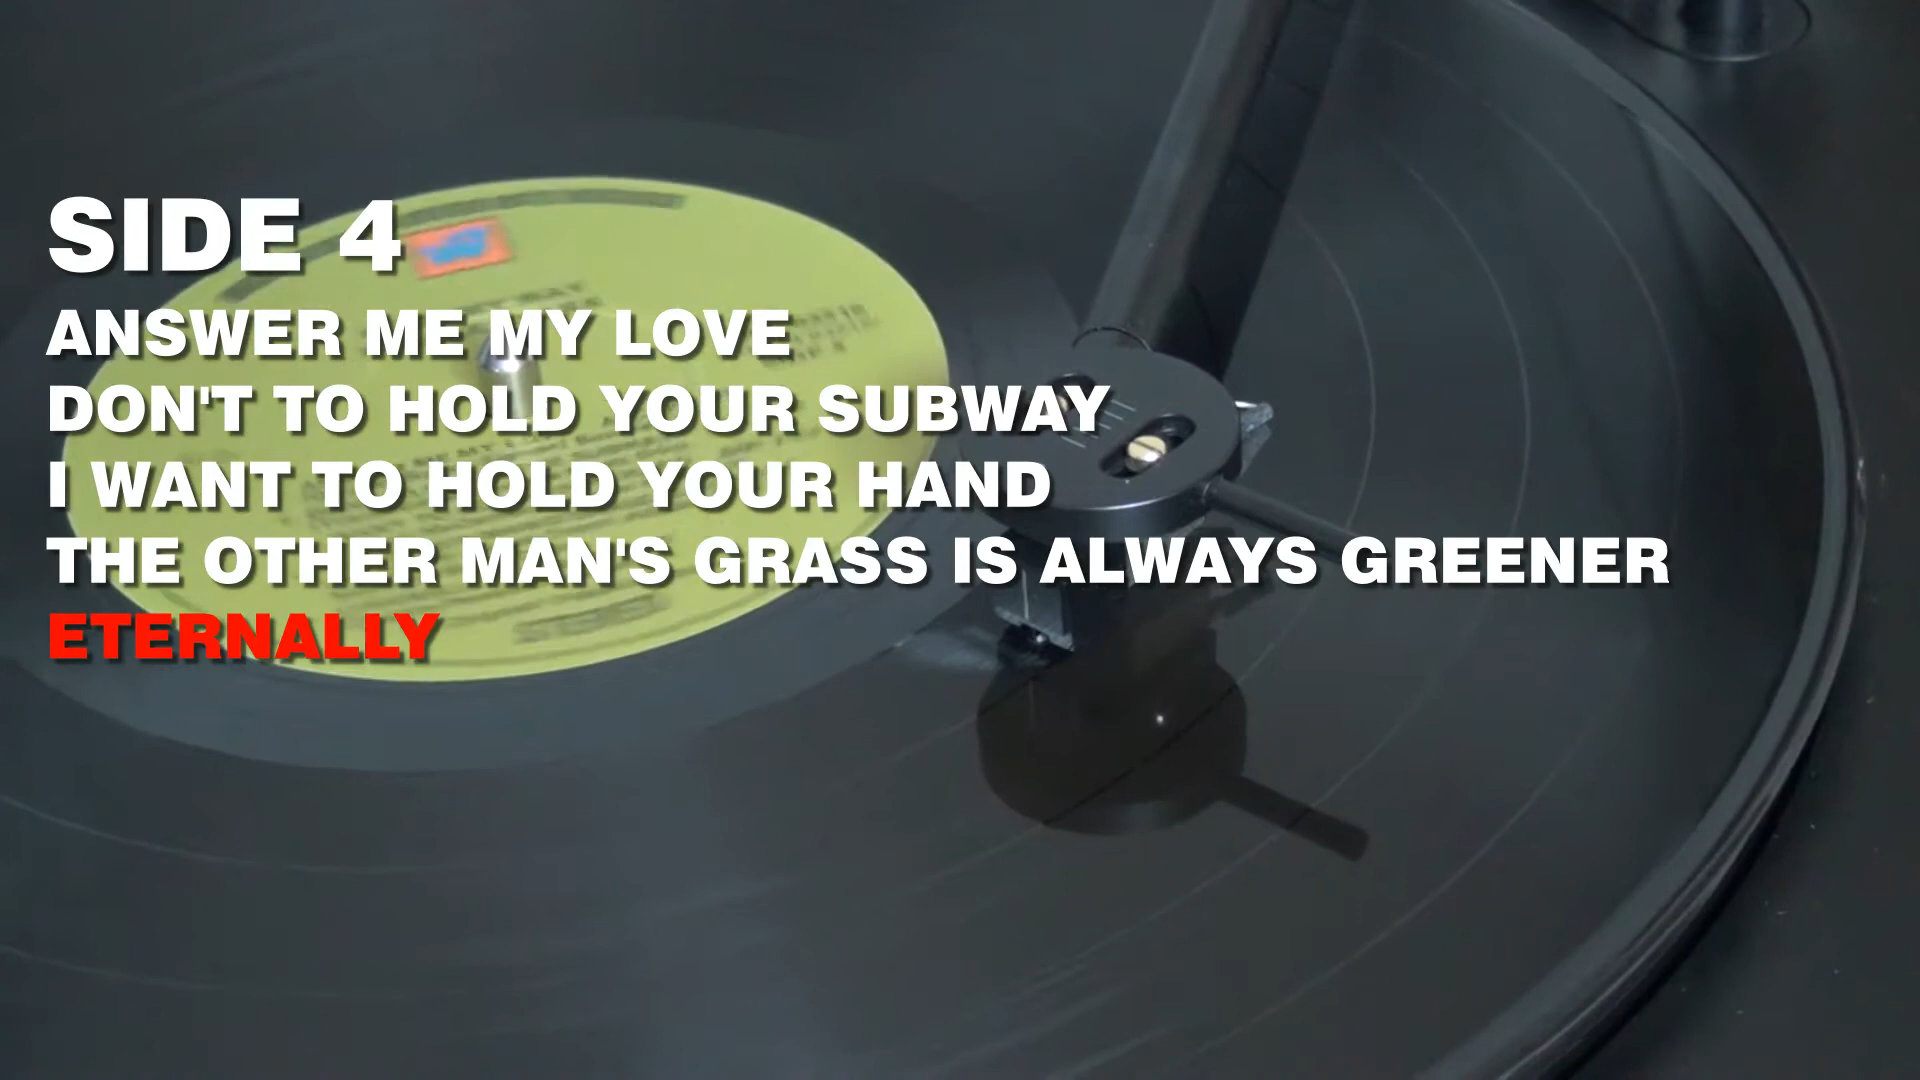 SIDE 4
ANSWER ME MY LOVE
DON'T TO HOLD YOUR SUBWAY
I WANT TO HOLD YOUR HAND
THE OTHER MAN'S GRASS IS ALWAYS GREENER
ETERNALLY